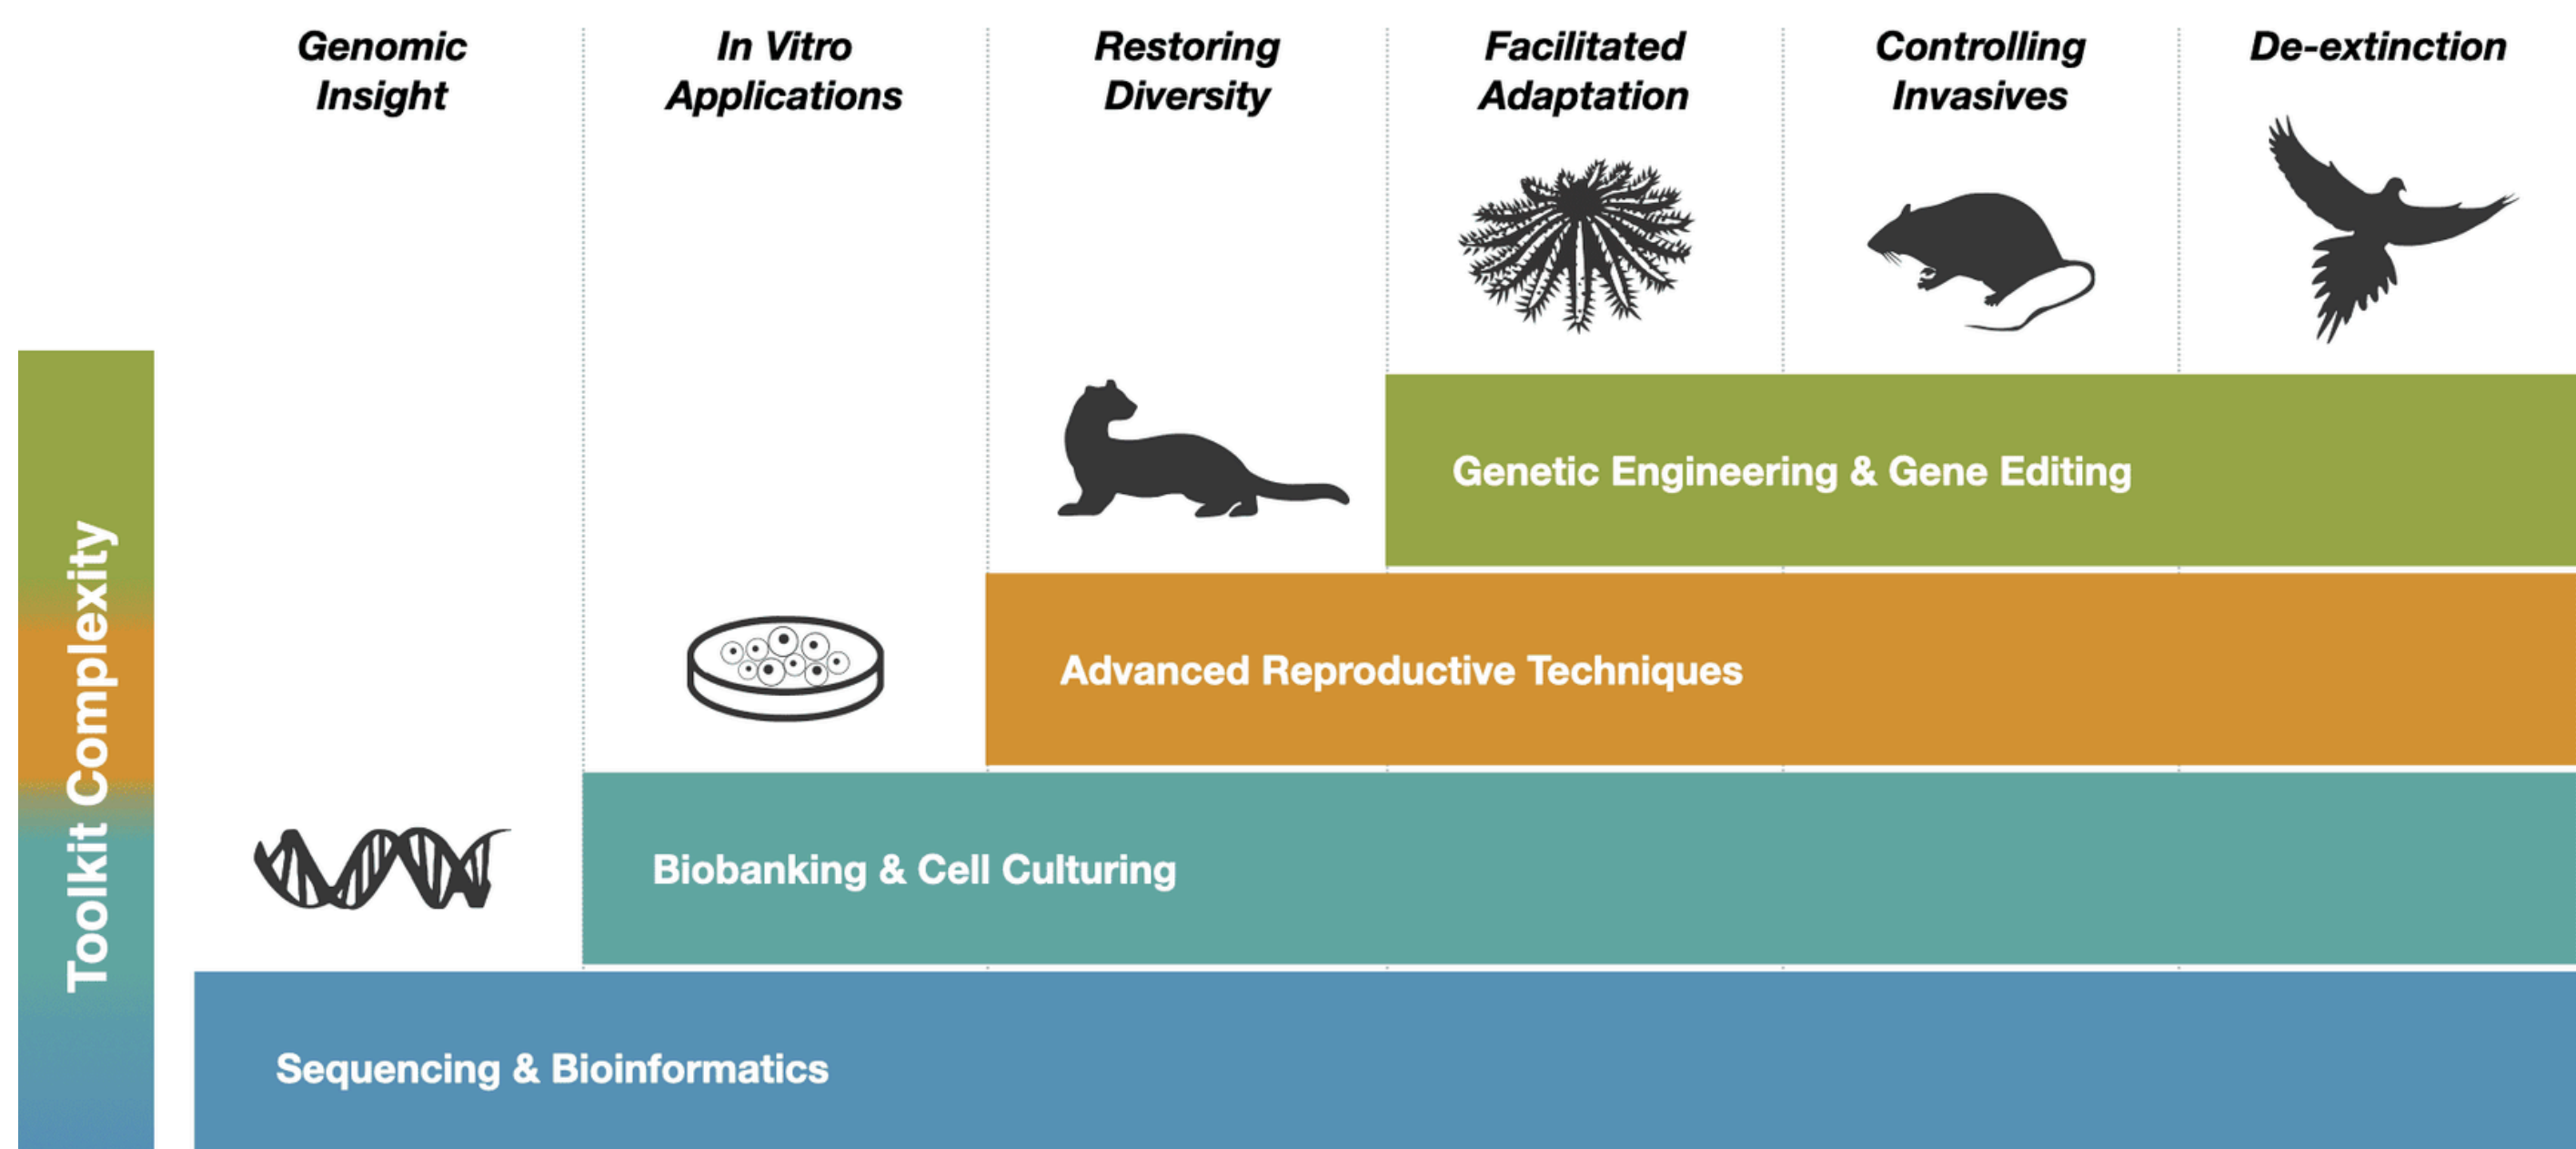 Genomic
Insight
In Vitro
Applications
Restoring
Diversity
Facilitated
Adaptation
Controlling
Invasives
De-extinction
Toolkit Complexity
Genetic Engineering & Gene Editing
Advanced Reproductive Techniques
Biobanking & Cell Culturing
Sequencing & Bioinformatics